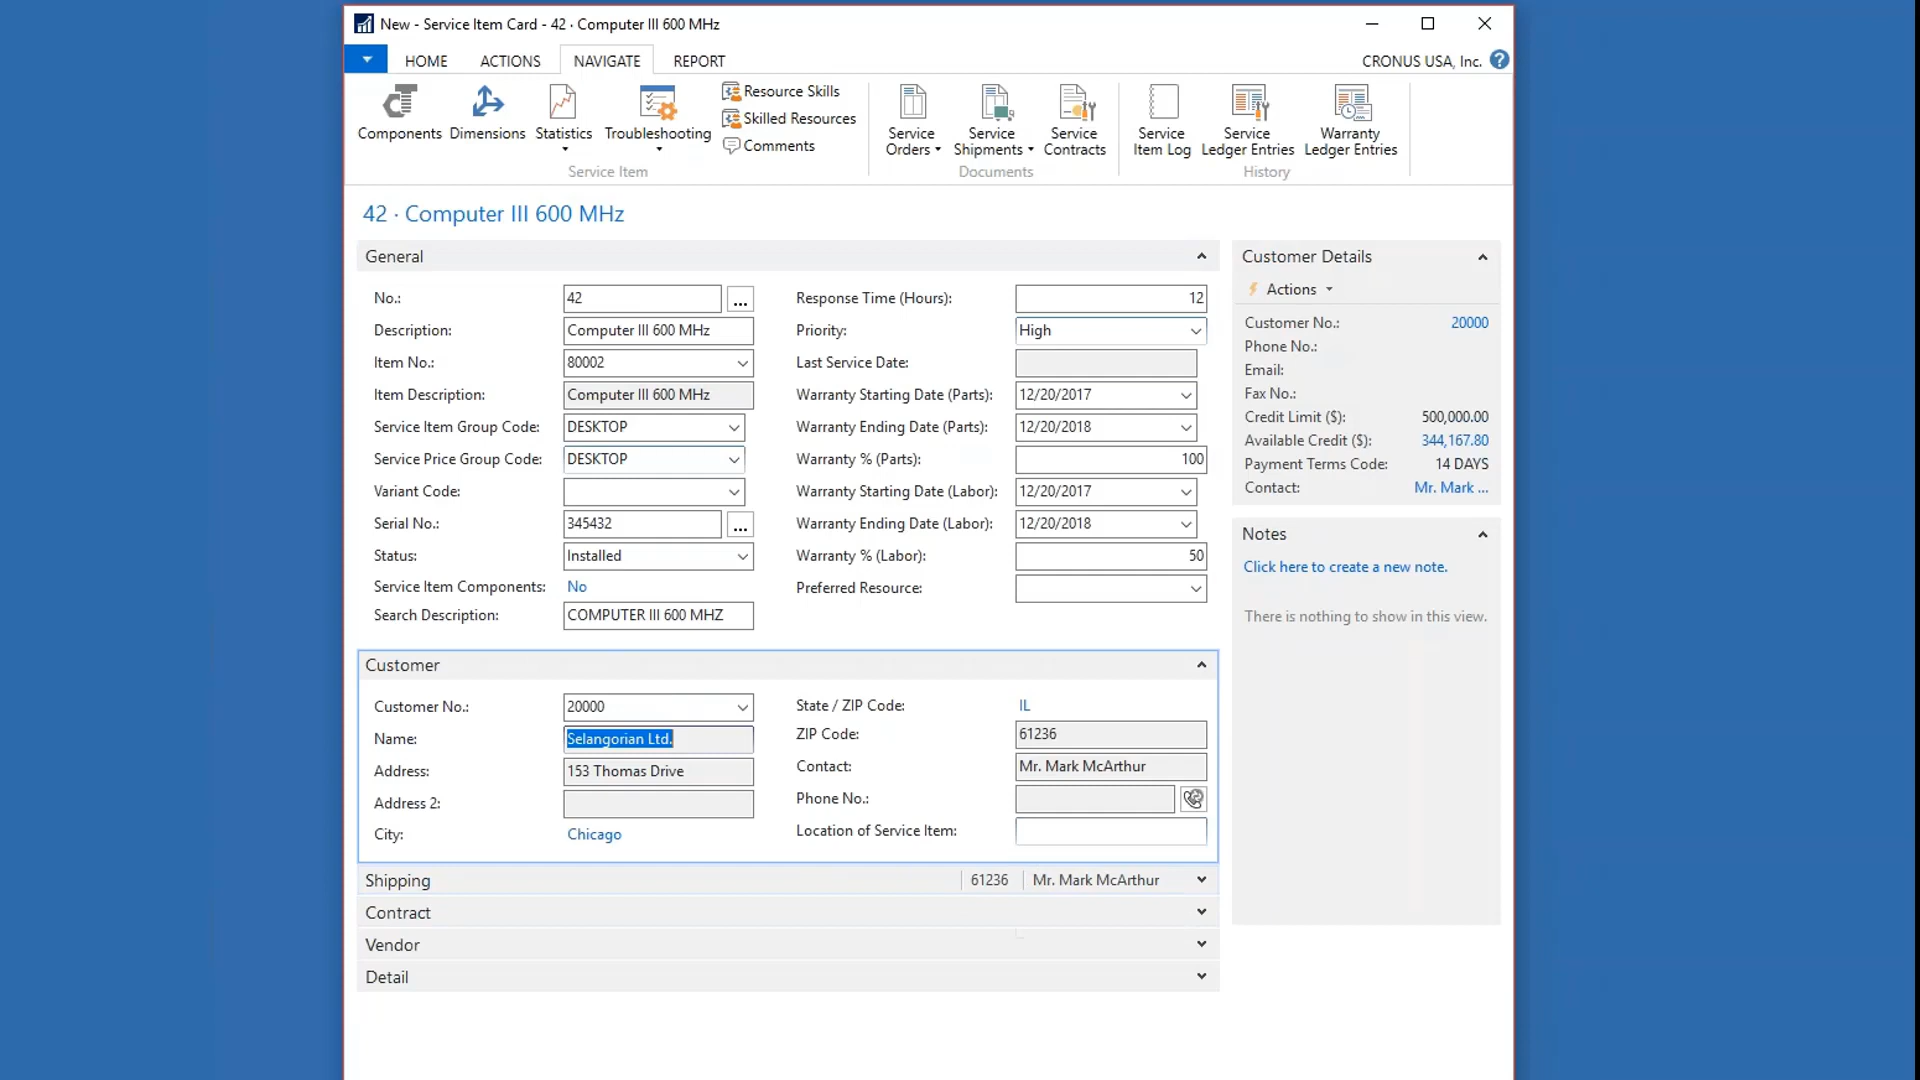 New - Service Item Card - 42 · Computer III 600 MHz
HOME ACTIONS NAVIGATE REPORT CRONUS USA, Inc. ?
Components Dimensions Statistics Troubleshooting
Resource Skills
Skilled Resources
Comments
Service Item
Service Orders
Service Shipments
Service Contracts
Documents
Service Item Log
Service Ledger Entries
Warranty Ledger Entries
History
42 · Computer III 600 MHz
General
No.: 42 ...
Description: Computer III 600 MHz
Item No.: 80002
Item Description: Computer III 600 MHz
Service Item Group Code: DESKTOP
Service Price Group Code: DESKTOP
Variant Code:
Serial No.: 345432 ...
Status: Installed
Service Item Components: No
Search Description: COMPUTER III 600 MHZ
Response Time (Hours): 12
Priority: High
Last Service Date:
Warranty Starting Date (Parts): 12/20/2017
Warranty Ending Date (Parts): 12/20/2018
Warranty % (Parts): 100
Warranty Starting Date (Labor): 12/20/2017
Warranty Ending Date (Labor): 12/20/2018
Warranty % (Labor): 50
Preferred Resource:
Customer
Customer No.: 20000
Name: Selangorian Ltd.
Address: 153 Thomas Drive
Address 2:
City: Chicago
State / ZIP Code: IL
ZIP Code: 61236
Contact: Mr. Mark McArthur
Phone No.:
Location of Service Item:
Shipping 61236 Mr. Mark McArthur
Contract
Vendor
Detail
Customer Details
Actions
Customer No.: 20000
Phone No.:
Email:
Fax No.:
Credit Limit ($): 500,000.00
Available Credit ($): 344,167.80
Payment Terms Code: 14 DAYS
Contact: Mr. Mark ...
Notes
Click here to create a new note.
There is nothing to show in this view.